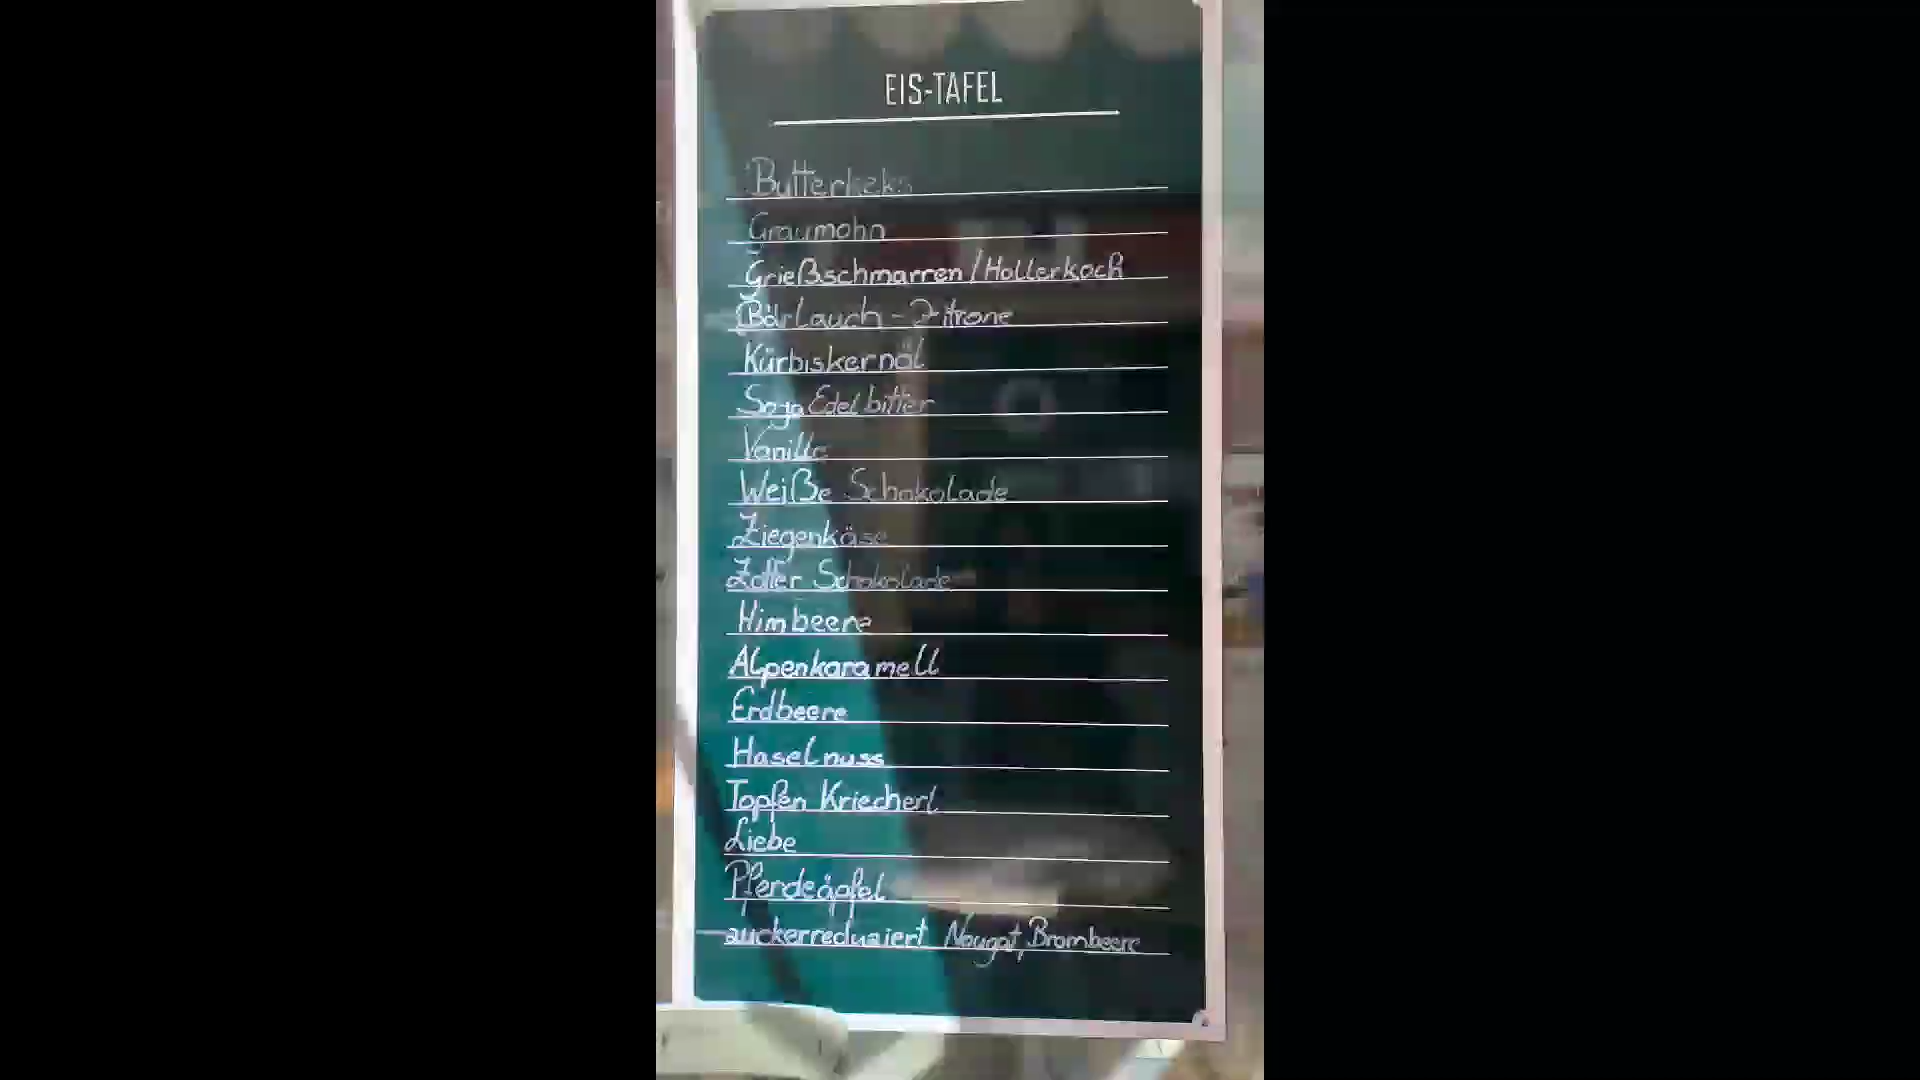 EIS-TAFEL
Butterkeks
Graumohn
Grießschmarren/Hollerkoch
Bärlauch-Zitrone
Kürbiskernöl
Soja Edelbitter
Vanille
Weiße Schokolade
Ziegenkäse
Zotter Schokolade
Himbeere
Alpenkaramell
Erdbeere
Haselnuss
Topfen Kriecherl
Liebe
Pferdeäpfel
zuckerreduziert Nougat, Brombeere